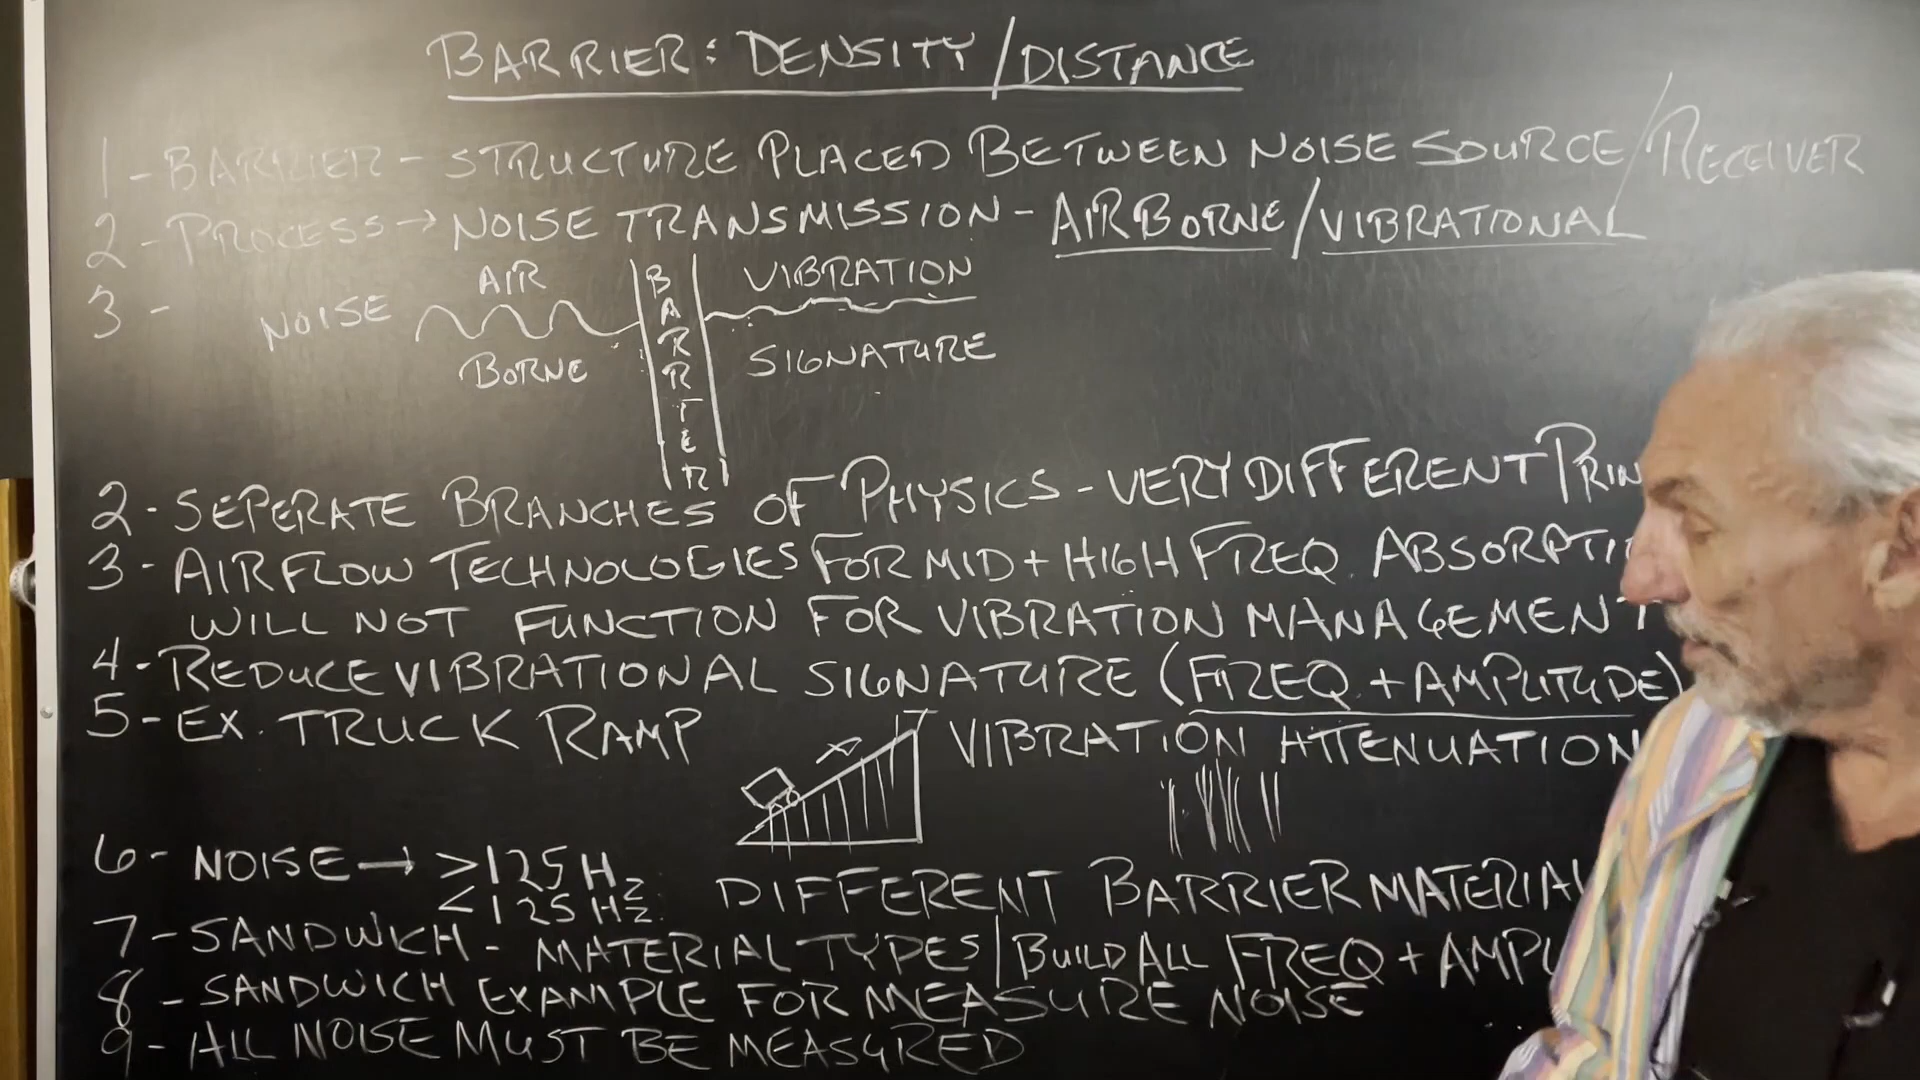 BARRIER: DENSITY/DISTANCE
1 - BARRIER - STRUCTURE PLACED BETWEEN NOISE SOURCE/RECEIVER
2 - PROCESS → NOISE TRANSMISSION - AIRBORNE/VIBRATIONAL
3 -
NOISE AIR BORNE
BARRIER
VIBRATION
SIGNATURE
2 - SEPERATE BRANCHES OF PHYSICS - VERY DIFFERENT PRIN
3 - AIRFLOW TECHNOLOGIES FOR MID + HIGH FREQ. ABSORPTI
WILL NOT FUNCTION FOR VIBRATION MANAGEMENT
4 - REDUCE VIBRATIONAL SIGNATURE (FREQ. + AMPLITUDE)
5 - EX. TRUCK RAMP VIBRATION ATTENUATION
6 - NOISE → >125 Hz
<125 Hz. DIFFERENT BARRIER MATERIAL
7 - SANDWICH - MATERIAL TYPES | BUILD ALL FREQ + AMPL
8 - SANDWICH EXAMPLE FOR MEASURE NOISE
9 - ALL NOISE MUST BE MEASURED